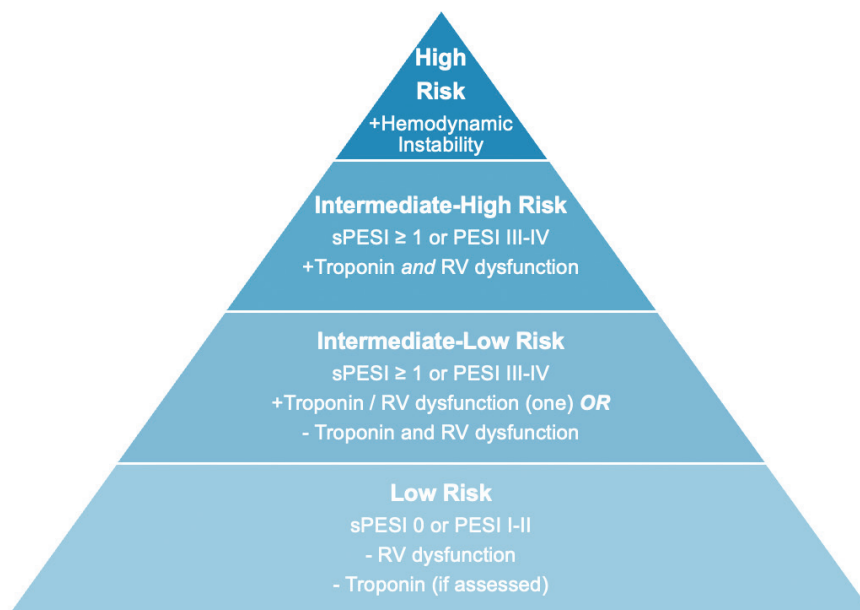 High
Risk
+Hemodynamic
Instability
Intermediate-High Risk
sPESI ≥ 1 or PESI III-IV
+Troponin and RV dysfunction
Intermediate-Low Risk
sPESI ≥ 1 or PESI III-IV
+Troponin / RV dysfunction (one) OR
- Troponin and RV dysfunction
Low Risk
sPESI 0 or PESI I-II
- RV dysfunction
- Troponin (if assessed)